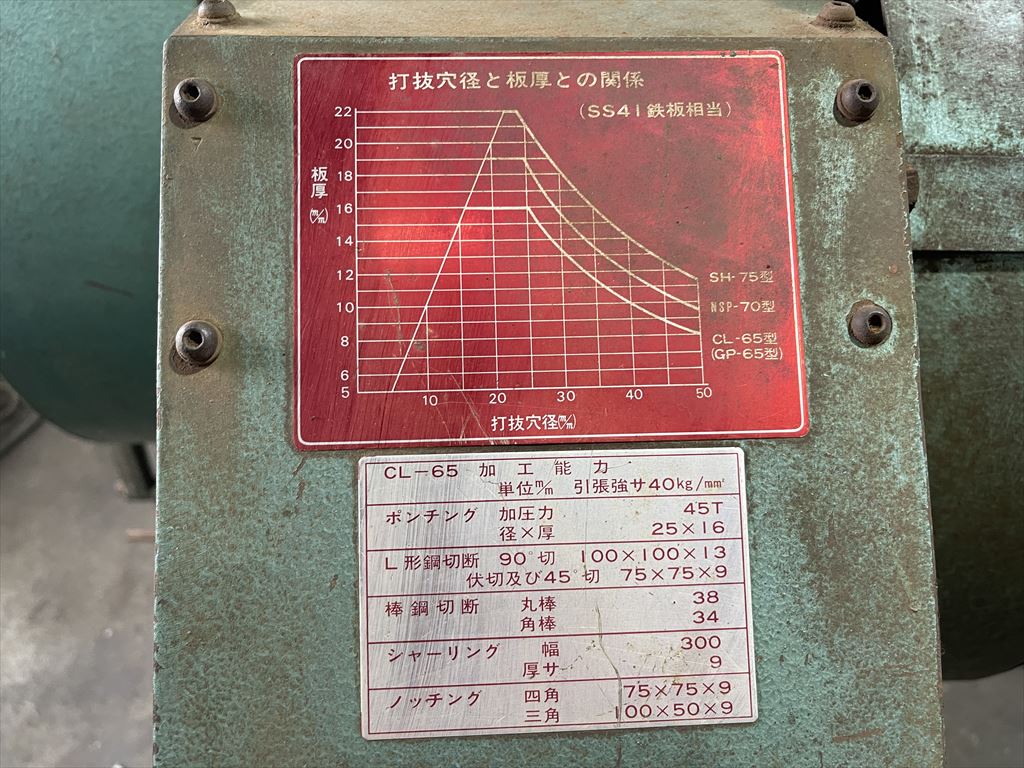 打抜穴径と板厚との関係
(SS41鉄板相当)
22
20
18
16
14
12
10
8
6
5
板厚
(m/m)
10 20 30 40 50
打抜穴径(m/m)
SH-75型
NSP-70型
CL-65型
(GP-65型)
CL-65 加工能力
単位m/m 引張強サ40kg/mm²
ポンチング 加圧力 45T
径×厚 25×16
L形鋼切断 90°切 100×100×13
伏切及び45°切 75×75×9
棒鋼切断 丸棒 38
角棒 34
シャーリング 幅 300
厚サ 9
ノッチング 四角 75×75×9
三角 100×50×9